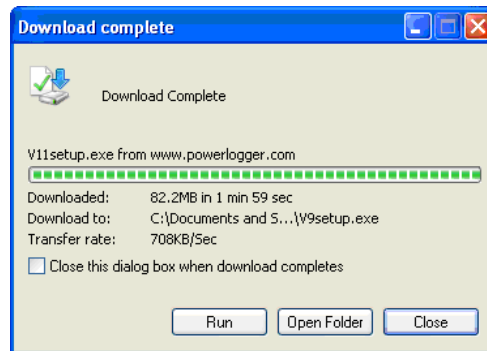 Download complete
Download Complete
V11setup.exe from www.powerlogger.com
Downloaded: 82.2MB in 1 min 59 sec
Download to: C:\Documents and S...\V9setup.exe
Transfer rate: 708KB/Sec
Close this dialog box when download completes
Run Open Folder Close